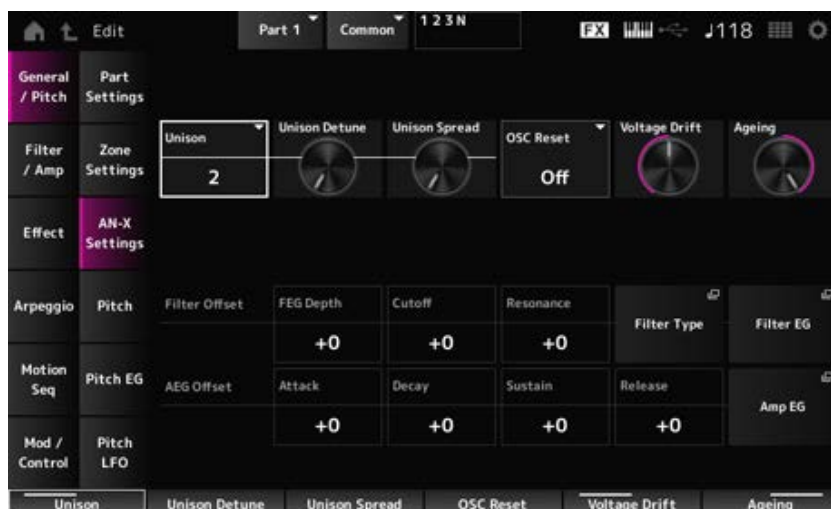 Edit
Part 1
Common
1 2 3 N
FX
♩118
General / Pitch
Part Settings
Filter / Amp
Zone Settings
Effect
AN-X Settings
Arpeggio
Pitch
Motion Seq
Pitch EG
Mod / Control
Pitch LFO
Unison
2
Unison Detune
Unison Spread
OSC Reset
Off
Voltage Drift
Ageing
Filter Offset
FEG Depth
+0
Cutoff
+0
Resonance
+0
Filter Type
Filter EG
AEG Offset
Attack
+0
Decay
+0
Sustain
+0
Release
+0
Amp EG
Unison
Unison Detune
Unison Spread
OSC Reset
Voltage Drift
Ageing